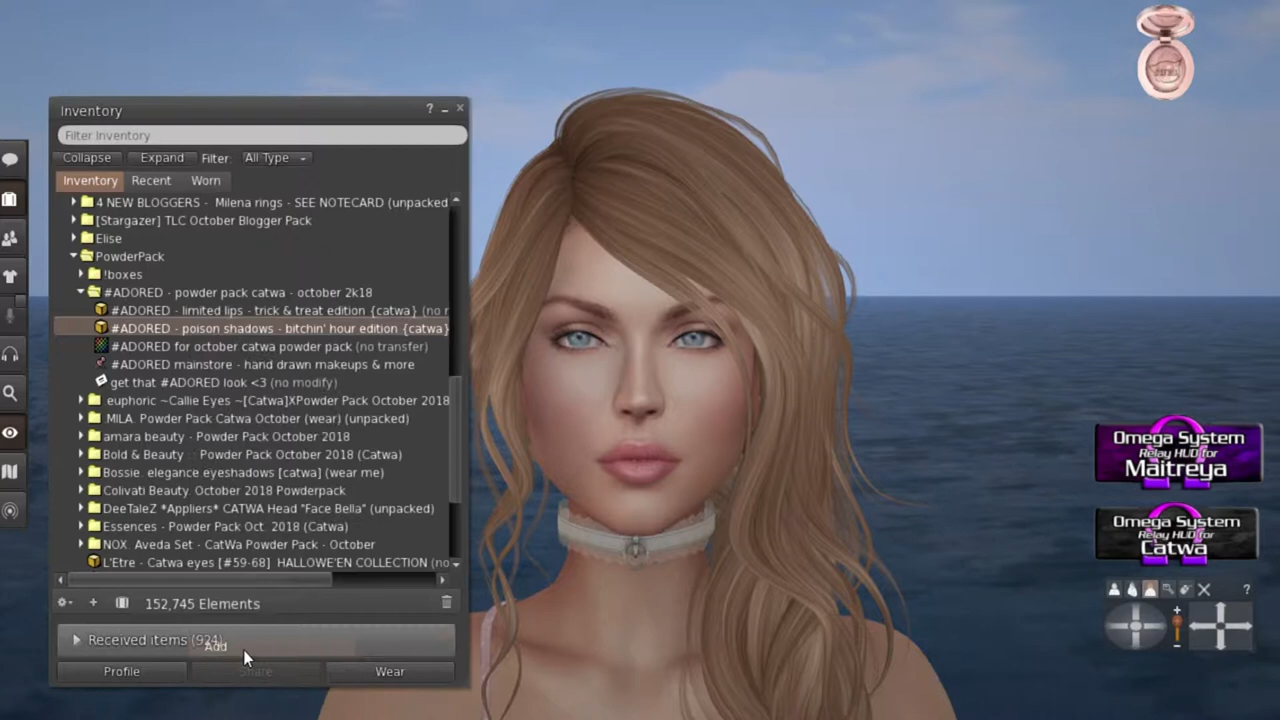 Inventory
?
Filter Inventory
Collapse Expand Filter: All Type
Inventory Recent Worn
4 NEW BLOGGERS - Milena rings - SEE NOTECARD (unpacked
[Stargazer] TLC October Blogger Pack
Elise
PowderPack
!boxes
#ADORED - powder pack catwa - october 2k18
#ADORED - limited lips - trick & treat edition {catwa} (no
#ADORED - poison shadows - bitchin' hour edition {catwa}
#ADORED for october catwa powder pack (no transfer)
#ADORED mainstore - hand drawn makeups & more
get that #ADORED look <3 (no modify)
euphoric ~Callie Eyes ~[Catwa]XPowder Pack October 2018
MILA. Powder Pack Catwa October (wear) (unpacked)
amara beauty - Powder Pack October 2018
Bold & Beauty : Powder Pack October 2018 (Catwa)
Bossie. elegance eyeshadows [catwa] (wear me)
Colivati Beauty. October 2018 Powderpack
DeeTaleZ *Appliers* CATWA Head "Face Bella" (unpacked)
Essences - Powder Pack Oct. 2018 (Catwa)
NOX. Aveda Set - CatWa Powder Pack - October
L'Etre - Catwa eyes [#59-68] HALLOWE'EN COLLECTION (no
152,745 Elements
Received items (924)
Add
Profile Share Wear
Omega System
Relay HUD for
Maitreya
Omega System
Relay HUD for
Catwa
?